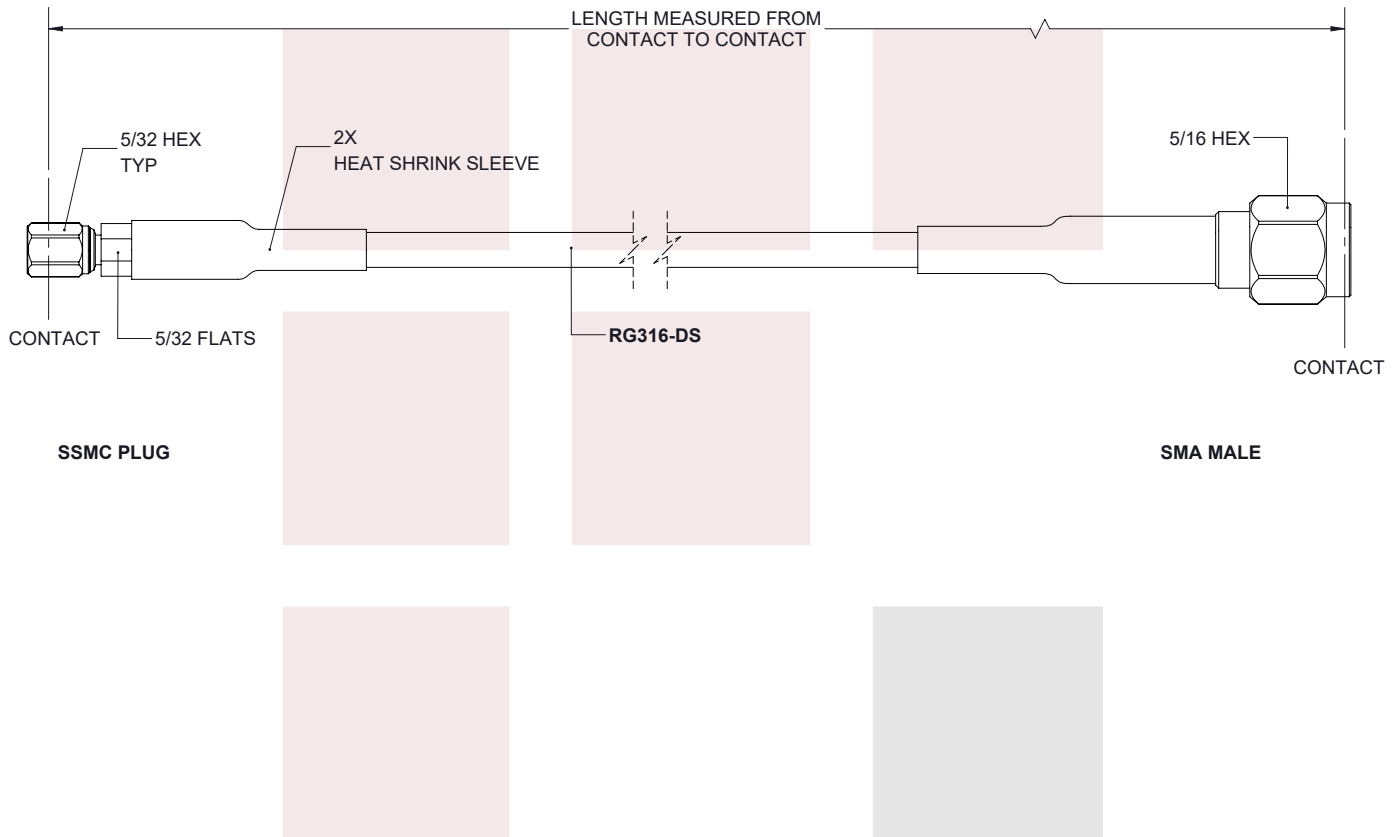 LENGTH MEASURED FROM
CONTACT TO CONTACT
5/32 HEX
TYP
2X
HEAT SHRINK SLEEVE
5/16 HEX
CONTACT
5/32 FLATS
RG316-DS
CONTACT
SSMC PLUG
SMA MALE